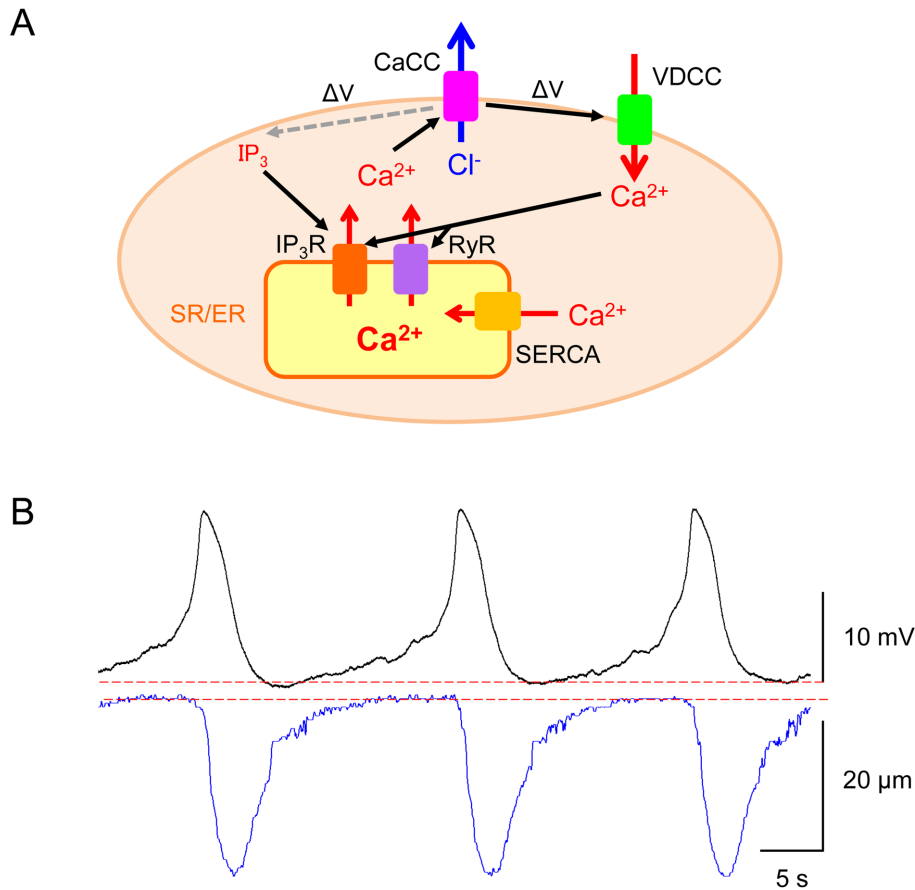 A
CaCC
VDCC
ΔV
ΔV
IP₃
Ca²⁺
Cl⁻
Ca²⁺
IP₃R
RyR
SR/ER
Ca²⁺
Ca²⁺
SERCA
B
10 mV
20 µm
5 s